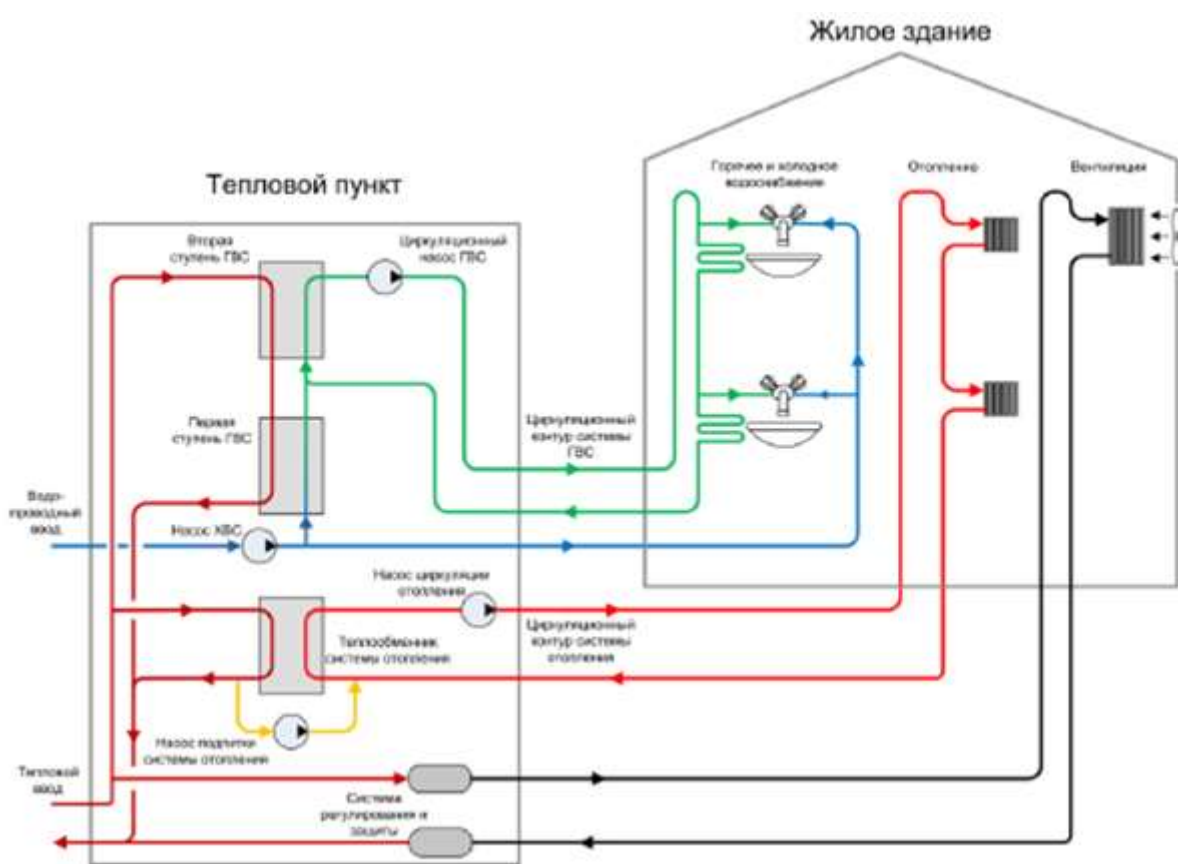 Жилое здание
Тепловой пункт
Горячее и холодное
водоснабжение
Отопление
Вентиляция
Вторая
ступень ГВС
Циркуляционный
насос ГВС
Первая
ступень ГВС
Циркуляционный
контур системы
ГВС
Водо-
проводный
ввод
Насос ХВС
Насос циркуляции
отопления
Теплообменник
системы отопления
Циркуляционный
контур системы
отопления
Насос подпитки
системы отопления
Тепловой
ввод
Система
регулирования и
защиты